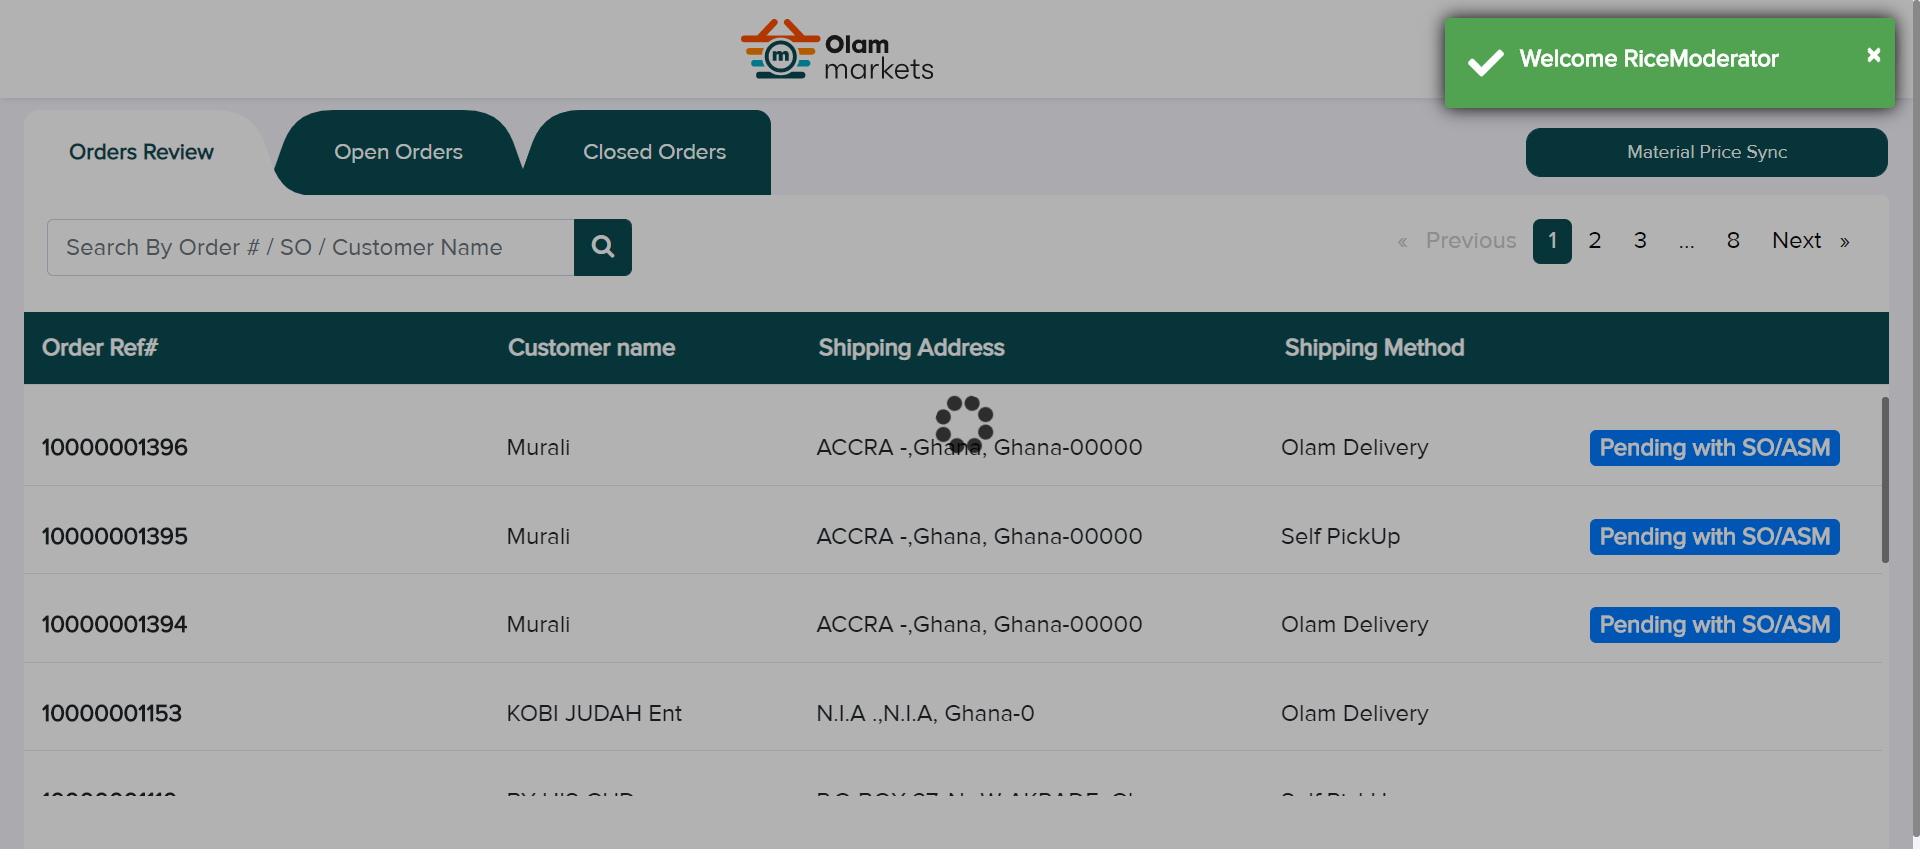 m
Olam
markets
Welcome RiceModerator
×
Orders Review
Open Orders
Closed Orders
Material Price Sync
Search By Order # / SO / Customer Name
« Previous 1 2 3 ... 8 Next »
Order Ref# Customer name Shipping Address Shipping Method
10000001396 Murali ACCRA -,Ghana, Ghana-00000 Olam Delivery Pending with SO/ASM
10000001395 Murali ACCRA -,Ghana, Ghana-00000 Self PickUp Pending with SO/ASM
10000001394 Murali ACCRA -,Ghana, Ghana-00000 Olam Delivery Pending with SO/ASM
10000001153 KOBI JUDAH Ent N.I.A .,N.I.A, Ghana-0 Olam Delivery